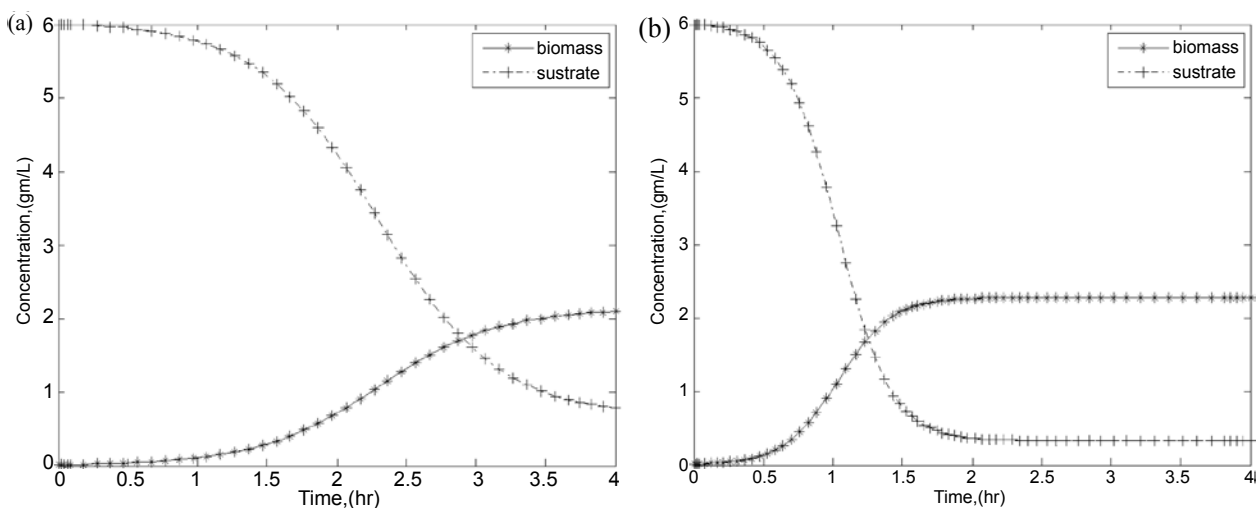 (a)
6
5
4
3
2
1
0
Concentration,(gm/L)
biomass
sustrate
0 0.5 1 1.5 2 2.5 3 3.5 4
Time,(hr)
(b)
6
5
4
3
2
1
0
Concentration,(gm/L)
biomass
sustrate
0 0.5 1 1.5 2 2.5 3 3.5 4
Time,(hr)